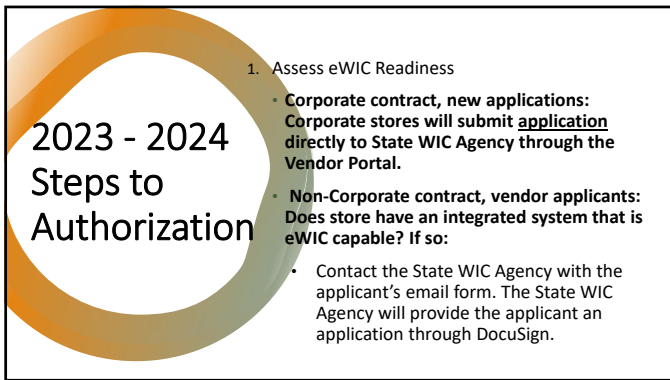 2023 - 2024
Steps to
Authorization
1. Assess eWIC Readiness
• Corporate contract, new applications:
Corporate stores will submit application
directly to State WIC Agency through the
Vendor Portal.
• Non-Corporate contract, vendor applicants:
Does store have an integrated system that is
eWIC capable? If so:
• Contact the State WIC Agency with the
applicant’s email form. The State WIC
Agency will provide the applicant an
application through DocuSign.